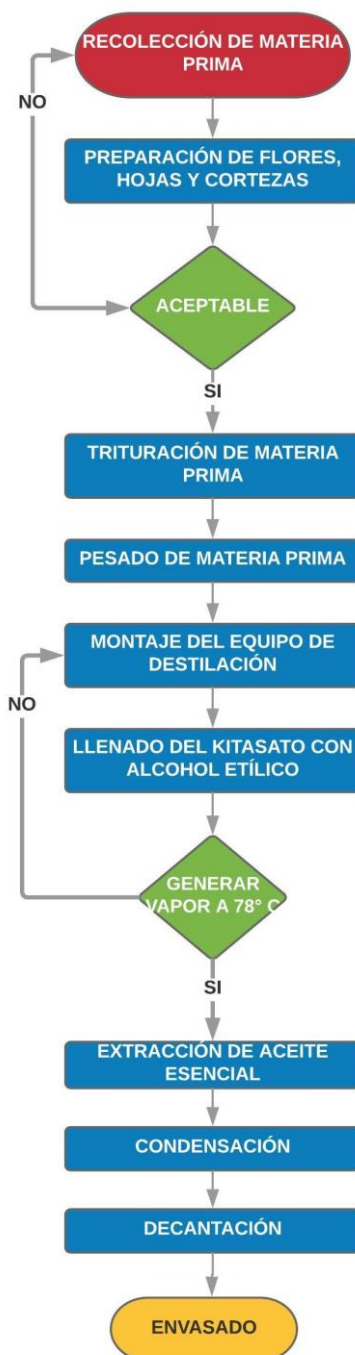 RECOLECCIÓN DE MATERIA
PRIMA
NO
PREPARACIÓN DE FLORES,
HOJAS Y CORTEZAS
ACEPTABLE
SI
TRITURACIÓN DE MATERIA
PRIMA
PESADO DE MATERIA PRIMA
MONTAJE DEL EQUIPO DE
DESTILACIÓN
NO
LLENADO DEL KITASATO CON
ALCOHOL ETÍLICO
GENERAR
VAPOR A 78° C
SI
EXTRACCIÓN DE ACEITE
ESENCIAL
CONDENSACIÓN
DECANTACIÓN
ENVASADO